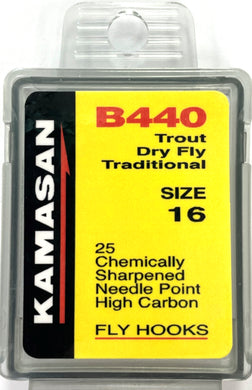 KAMASAN
B440
Trout
Dry Fly
Traditional
SIZE
16
25
Chemically
Sharpened
Needle Point
High Carbon
FLY HOOKS